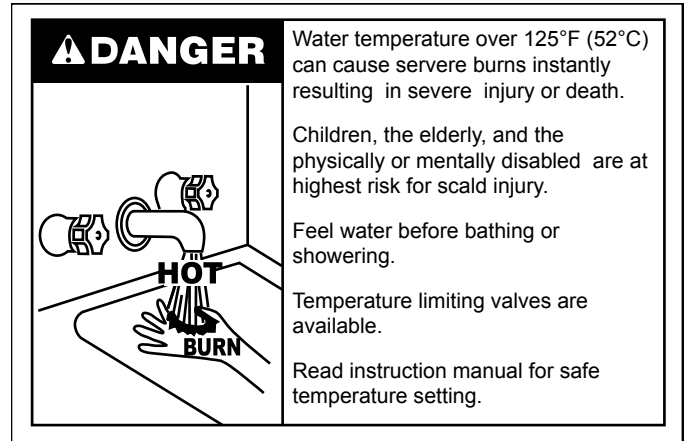 DANGER
HOT
BURN
Water temperature over 125°F (52°C)
can cause servere burns instantly
resulting in severe injury or death.
Children, the elderly, and the
physically or mentally disabled are at
highest risk for scald injury.
Feel water before bathing or
showering.
Temperature limiting valves are
available.
Read instruction manual for safe
temperature setting.